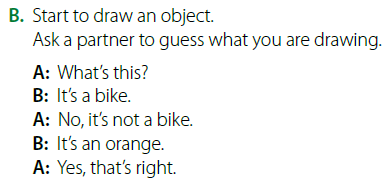 B. Start to draw an object.
Ask a partner to guess what you are drawing.
A: What's this?
B: It's a bike.
A: No, it's not a bike.
B: It's an orange.
A: Yes, that's right.